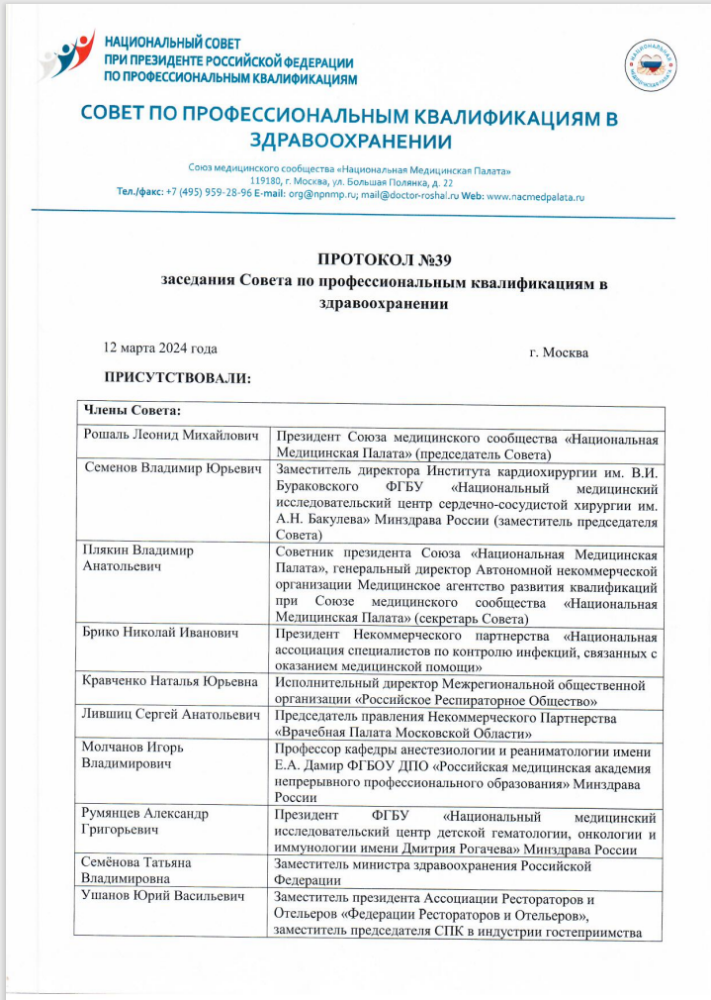 НАЦИОНАЛЬНЫЙ СОВЕТ
ПРИ ПРЕЗИДЕНТЕ РОССИЙСКОЙ ФЕДЕРАЦИИ
ПО ПРОФЕССИОНАЛЬНЫМ КВАЛИФИКАЦИЯМ
НАЦИОНАЛЬНАЯ
МЕДИЦИНСКАЯ ПАЛАТА
СОВЕТ ПО ПРОФЕССИОНАЛЬНЫМ КВАЛИФИКАЦИЯМ В
ЗДРАВООХРАНЕНИИ
Союз медицинского сообщества «Национальная Медицинская Палата»
119180, г. Москва, ул. Большая Полянка, д. 22
Тел./факс: +7 (495) 959-28-96 E-mail: org@npnmp.ru; mail@doctor-roshal.ru Web: www.nacmedpalata.ru
ПРОТОКОЛ №39
заседания Совета по профессиональным квалификациям в
здравоохранении
12 марта 2024 года
г. Москва
ПРИСУТСТВОВАЛИ:
Члены Совета:
Рошаль Леонид Михайлович
Президент Союза медицинского сообщества «Национальная
Медицинская Палата» (председатель Совета)
Семенов Владимир Юрьевич
Заместитель директора Института кардиохирургии им. В.И.
Бураковского ФГБУ «Национальный медицинский
исследовательский центр сердечно-сосудистой хирургии им.
А.Н. Бакулева» Минздрава России (заместитель председателя
Совета)
Плякин Владимир
Анатольевич
Советник президента Союза «Национальная Медицинская
Палата», генеральный директор Автономной некоммерческой
организации Медицинское агентство развития квалификаций
при Союзе медицинского сообщества «Национальная
Медицинская Палата» (секретарь Совета)
Брико Николай Иванович
Президент Некоммерческого партнерства «Национальная
ассоциация специалистов по контролю инфекций, связанных с
оказанием медицинской помощи»
Кравченко Наталья Юрьевна
Исполнительный директор Межрегиональной общественной
организации «Российское Респираторное Общество»
Лившиц Сергей Анатольевич
Председатель правления Некоммерческого Партнерства
«Врачебная Палата Московской Области»
Молчанов Игорь
Владимирович
Профессор кафедры анестезиологии и реаниматологии имени
Е.А. Дамир ФГБОУ ДПО «Российская медицинская академия
непрерывного профессионального образования» Минздрава
России
Румянцев Александр
Григорьевич
Президент ФГБУ «Национальный медицинский
исследовательский центр детской гематологии, онкологии и
иммунологии имени Дмитрия Рогачева» Минздрава России
Семёнова Татьяна
Владимировна
Заместитель министра здравоохранения Российской
Федерации
Ушанов Юрий Васильевич
Заместитель президента Ассоциации Рестораторов и
Отельеров «Федерации Рестораторов и Отельеров»,
заместитель председателя СПК в индустрии гостеприимства